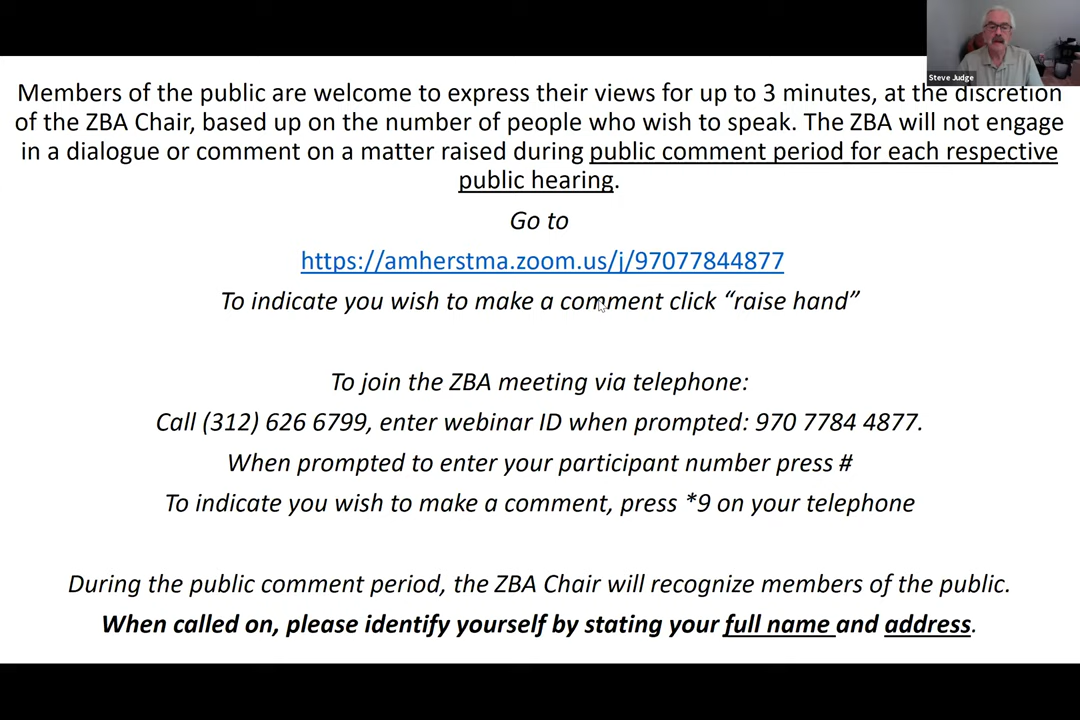 Steve Judge
Members of the public are welcome to express their views for up to 3 minutes, at the discretion
of the ZBA Chair, based up on the number of people who wish to speak. The ZBA will not engage
in a dialogue or comment on a matter raised during public comment period for each respective
public hearing.
Go to
https://amherstma.zoom.us/j/97077844877
To indicate you wish to make a comment click “raise hand”
To join the ZBA meeting via telephone:
Call (312) 626 6799, enter webinar ID when prompted: 970 7784 4877.
When prompted to enter your participant number press #
To indicate you wish to make a comment, press *9 on your telephone
During the public comment period, the ZBA Chair will recognize members of the public.
When called on, please identify yourself by stating your full name and address.